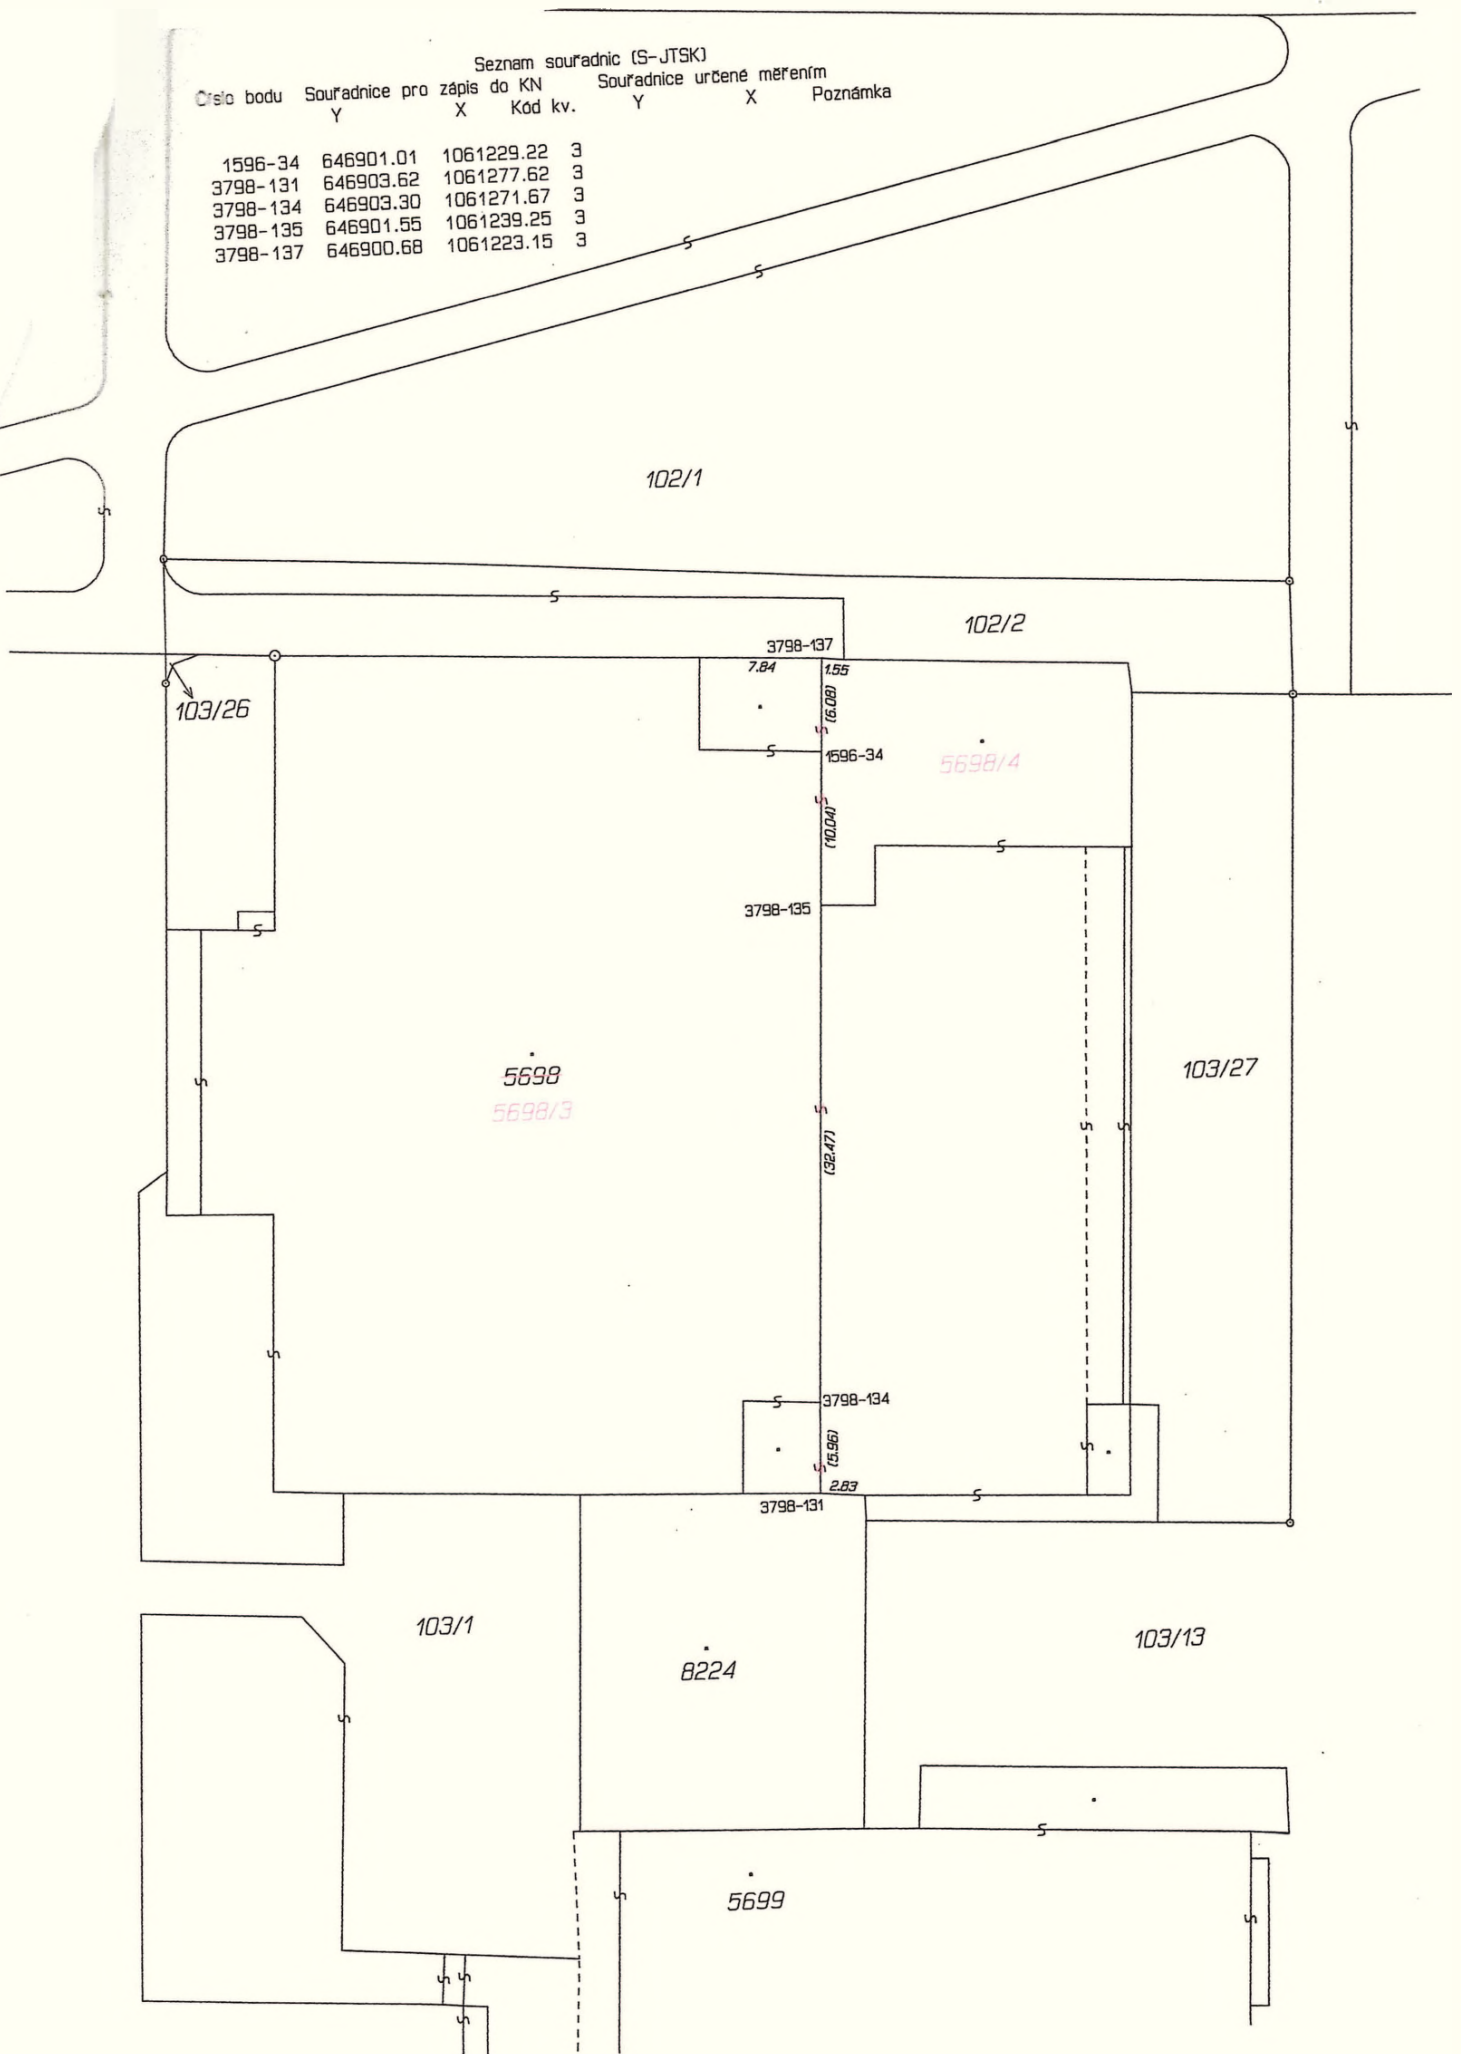 Seznam souřadnic (S-JTSK)
Číslo bodu Souřadnice pro zápis do KN Souřadnice určené měřením
Y X Kód kv. Y X Poznámka
1596-34 646901.01 1061229.22 3
3798-131 646903.62 1061277.62 3
3798-134 646903.30 1061271.67 3
3798-135 646901.55 1061239.25 3
3798-137 646900.68 1061223.15 3
102/1
102/2
3798-137
7.84 1.55
(6.08)
103/26
1596-34
5698/4
(10.04)
3798-135
5698
5698/3
103/27
(32.47)
3798-134
(5.96)
2.83
3798-131
103/1
103/13
8224
5699